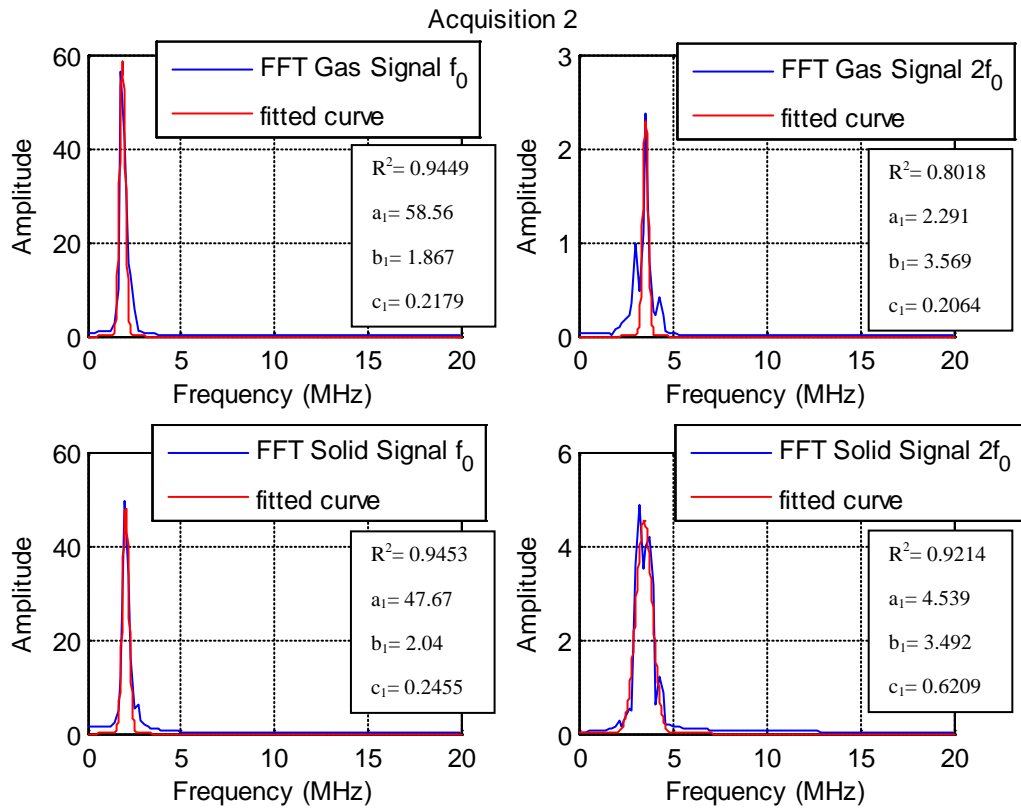 Acquisition 2
60
40
20
0
0 5 10 15 20
Amplitude
Frequency (MHz)
FFT Gas Signal f₀
fitted curve
R²= 0.9449
a₁= 58.56
b₁= 1.867
c₁= 0.2179
3
2
1
0
0 5 10 15 20
Amplitude
Frequency (MHz)
FFT Gas Signal 2f₀
fitted curve
R²= 0.8018
a₁= 2.291
b₁= 3.569
c₁= 0.2064
60
40
20
0
0 5 10 15 20
Amplitude
Frequency (MHz)
FFT Solid Signal f₀
fitted curve
R²= 0.9453
a₁= 47.67
b₁= 2.04
c₁= 0.2455
6
4
2
0
0 5 10 15 20
Amplitude
Frequency (MHz)
FFT Solid Signal 2f₀
fitted curve
R²= 0.9214
a₁= 4.539
b₁= 3.492
c₁= 0.6209